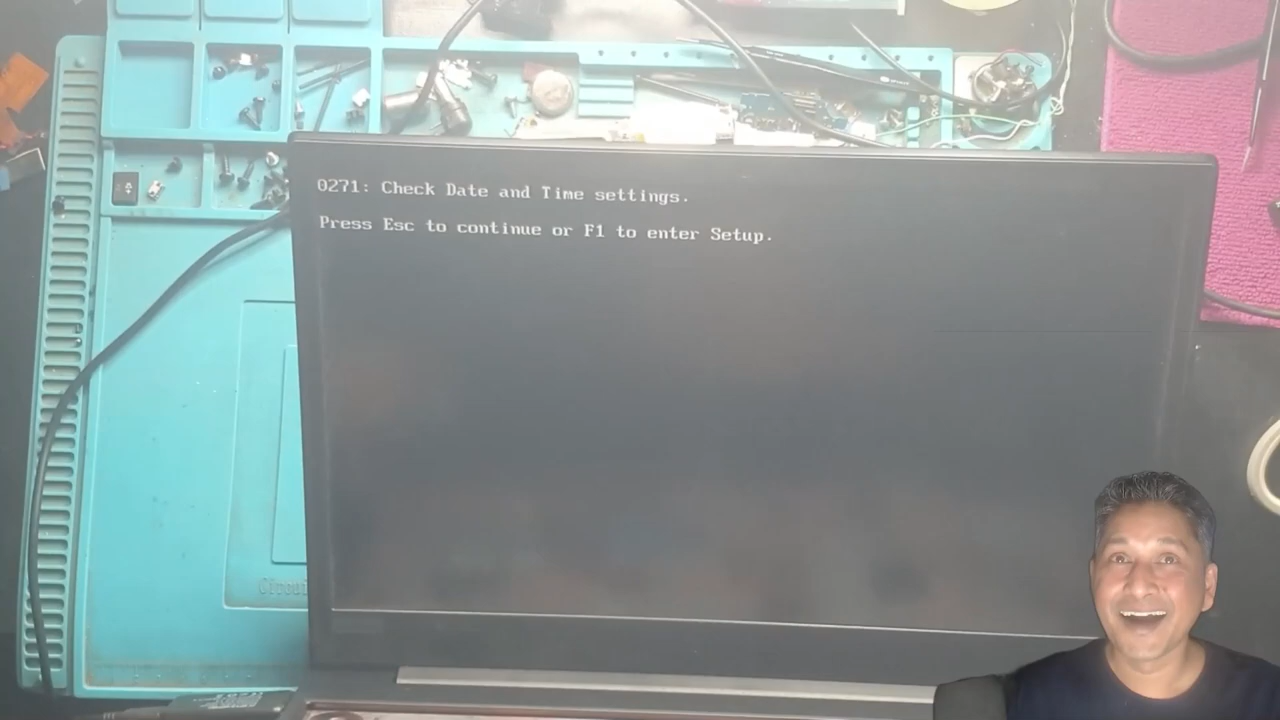 0271: Check Date and Time settings.
Press Esc to continue or F1 to enter Setup.